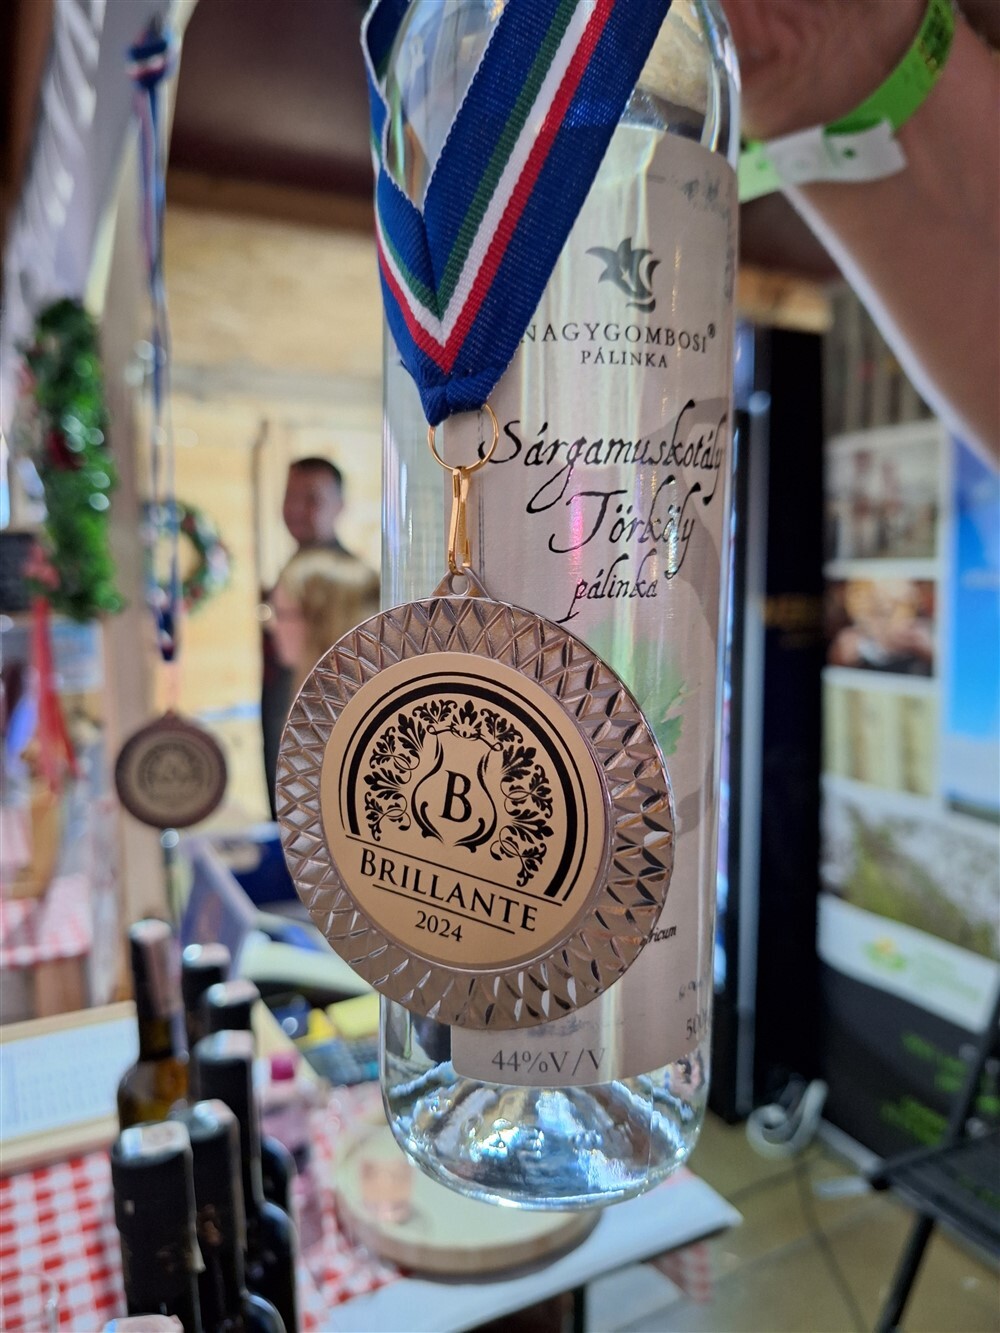 NAGYGOMBOSI®
PÁLINKA
Sárgamuskotály
Törköly
pálinka
B
BRILLANTE
2024
44%V/V